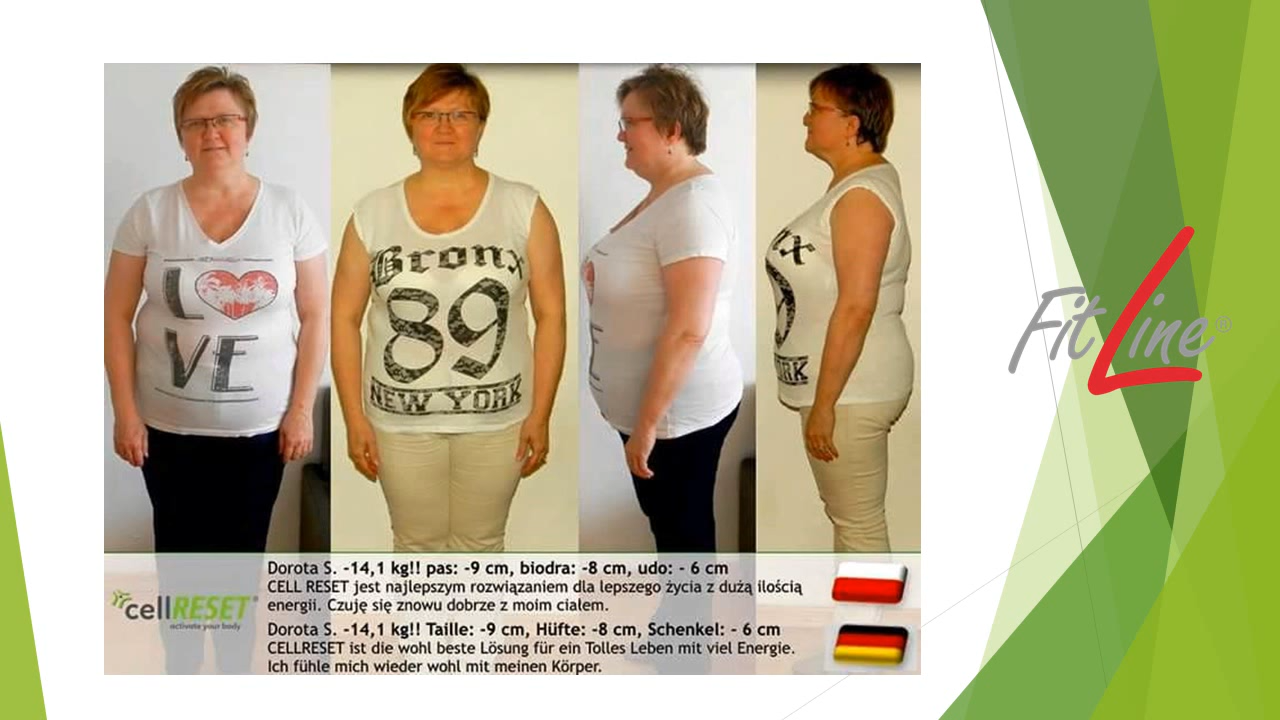 LOVE
Bronx
89
NEW YORK
nx
RK
FitLine®
cellRESET®
activate your body
Dorota S. -14,1 kg!! pas: -9 cm, biodra: -8 cm, udo: - 6 cm
CELL RESET jest najlepszym rozwiązaniem dla lepszego życia z dużą ilością
energii. Czuję się znowu dobrze z moim ciałem.
Dorota S. -14,1 kg!! Taille: -9 cm, Hüfte: -8 cm, Schenkel: - 6 cm
CELLRESET ist die wohl beste Lösung für ein Tolles Leben mit viel Energie.
Ich fühle mich wieder wohl mit meinen Körper.